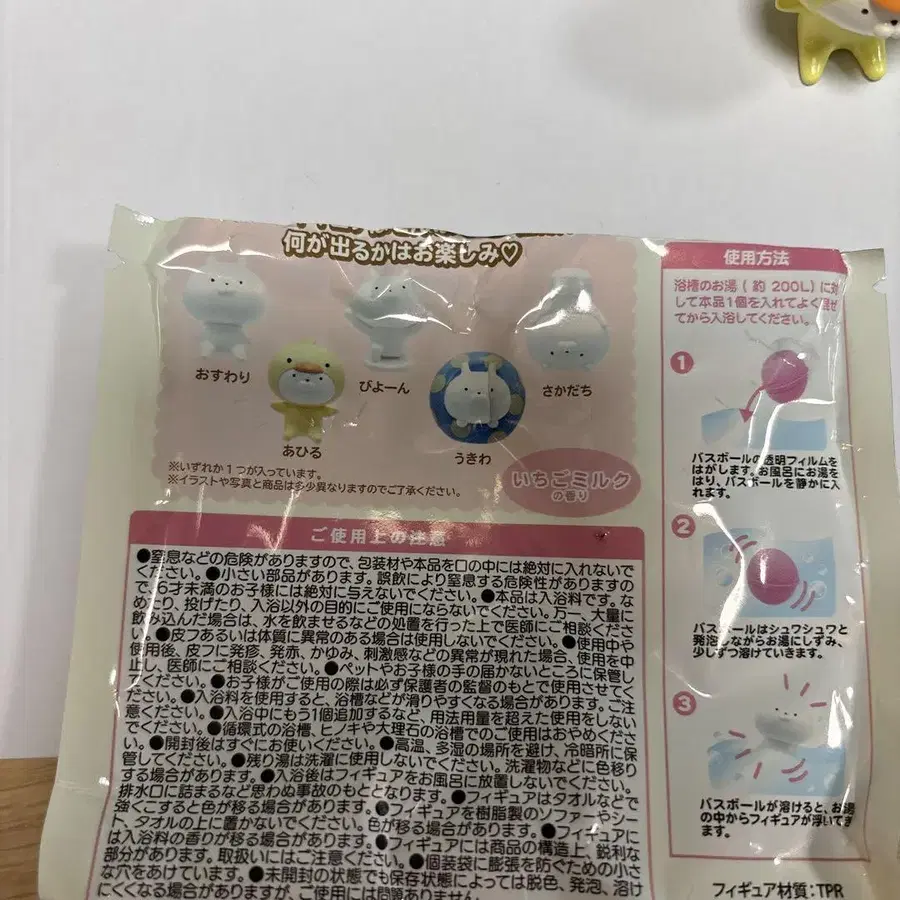 何が出るかはお楽しみ♡
おすわり
ぴよーん
さかだち
あひる
うきわ
※いずれか1つが入っています。
※イラストや写真と商品は多少異なりますのでご了承ください。
いちごミルク
の香り
ご使用上の注意
●窒息などの危険がありますので、包装材や本品を口の中には絶対に入れないで
ください。●小さい部品があります。誤飲により窒息する危険性がありますの
で、6才未満のお子様には絶対に与えないでください。●本品は入浴料です。な
めたり、投げたり、入浴以外の目的にご使用にならないでください。万一、大量に
飲み込んだ場合は、水を飲ませるなどの処置を行った上で医師にご相談くださ
い。●皮フあるいは体質に異常のある場合は使用しないでください。●使用中や
使用後、皮フに発疹、発赤、かゆみ、刺激感などの異常が現れた場合、使用を中
止し、医師にご相談ください。●ペットやお子様の手の届かないところに保管し
てください。●お子様がご使用の際は必ず保護者の監督のもとで使用させてく
ださい。●入浴料を使用すると、浴槽などが滑りやすくなる場合があります。ご注
意ください。●入浴中にもう1個追加するなど、用法用量を超えた使用をしない
でください。●循環式の浴槽、ヒノキや大理石の浴槽でのご使用はおやめくださ
い。●開封後はすぐにお使いください。●高温、多湿の場所を避け、冷暗所に保
管してください。●残り湯は洗濯に使用しないでください。洗濯物などに色移り
する場合があります。●入浴後はフィギュアをお風呂に放置しないでください。
排水口に詰まるなど思わぬ事故のもととなります。●フィギュアはタオルなどで
強くこすると色が移る場合があります。●フィギュアを樹脂製のソファーやシー
ト、タオルの上に置かないでください。色が移る場合があります。●フィギュアに
は入浴料の香りが移る場合があります。●フィギュアには商品の構造上、鋭利な
部分があります。取扱いにはご注意ください。●個装袋に膨張を防ぐための小さ
な穴をあけています。●未開封の状態でも保存状態によっては脱色、発泡、溶け
にくくなる場合がありますが、ご使用には問題ありません。
使用方法
浴槽のお湯(約200L)に対
して本品1個を入れてよく混ぜ
てから入浴してください。
1
バスボールの透明フィルムを
はがします。お風呂にお湯を
はり、バスボールを静かに入
れます。
2
バスボールはシュワシュワと
発泡しながらお湯にしずみ、
少しずつ溶けていきます。
3
バスボールが溶けると、お湯
の中からフィギュアが浮いてき
ます。
フィギュア材質:TPR